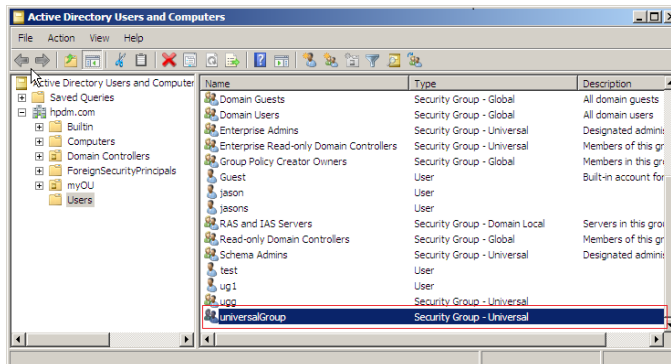 Active Directory Users and Computers
File Action View Help
Active Directory Users and Computer
Saved Queries
hpdm.com
Builtin
Computers
Domain Controllers
ForeignSecurityPrincipals
myOU
Users
Name Type Description
Domain Guests Security Group - Global All domain guests
Domain Users Security Group - Global All domain users
Enterprise Admins Security Group - Universal Designated adminis
Enterprise Read-only Domain Controllers Security Group - Universal Members of this gr
Group Policy Creator Owners Security Group - Global Members in this gr
Guest User Built-in account for
jason User
jasons User
RAS and IAS Servers Security Group - Domain Local Servers in this grou
Read-only Domain Controllers Security Group - Global Members of this gr
Schema Admins Security Group - Universal Designated adminis
test User
ug1 User
ugg Security Group - Universal
universalGroup Security Group - Universal